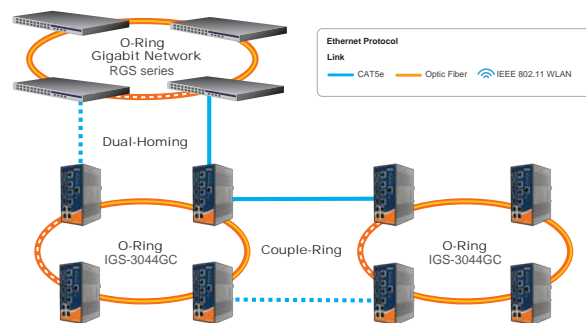 O-Ring
Gigabit Network
RGS series
Ethernet Protocol
Link
CAT5e
Optic Fiber
IEEE 802.11 WLAN
Dual-Homing
O-Ring
IGS-3044GC
Couple-Ring
O-Ring
IGS-3044GC